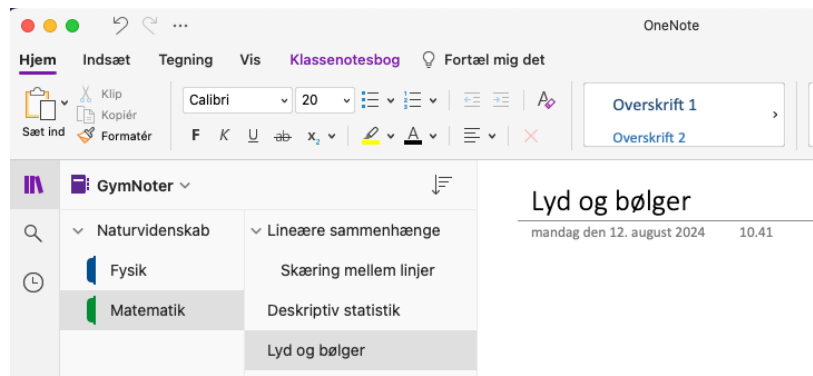 OneNote
Hjem Indsæt Tegning Vis Klassenotesbog Fortæl mig det
Sæt ind
Klip
Kopiér
Formatér
Calibri 20
F K U ab x₂ A
A
Overskrift 1
Overskrift 2
GymNoter
Naturvidenskab
Fysik
Matematik
Lineære sammenhænge
Skæring mellem linjer
Deskriptiv statistik
Lyd og bølger
Lyd og bølger
mandag den 12. august 2024 10.41